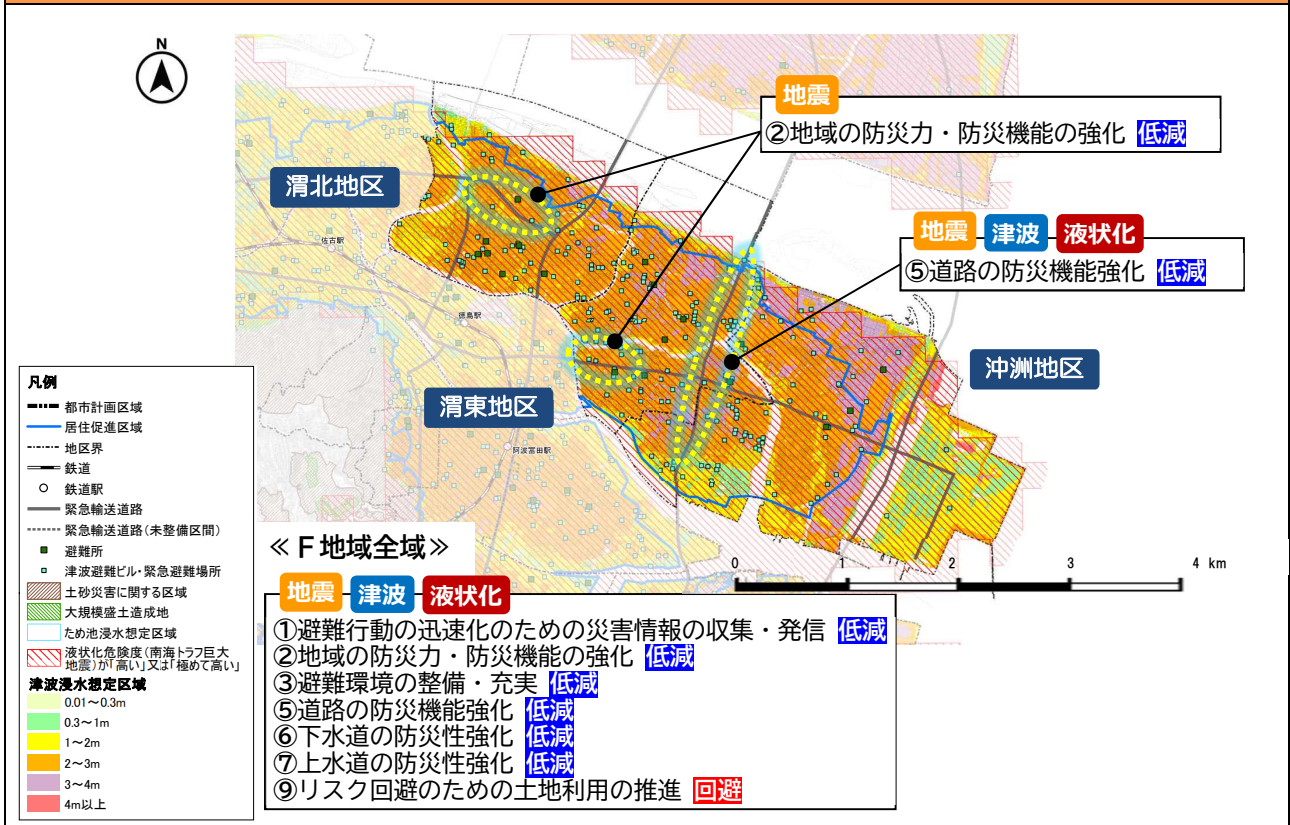 N
地震
②地域の防災力・防災機能の強化 低減
渭北地区
地震 津波 液状化
⑤道路の防災機能強化 低減
佐古駅
徳島駅
沖洲地区
渭東地区
阿波富田駅
凡例
都市計画区域
居住促進区域
地区界
鉄道
鉄道駅
緊急輸送道路
緊急輸送道路(未整備区間)
避難所
津波避難ビル・緊急避難場所
土砂災害に関する区域
大規模盛土造成地
ため池浸水想定区域
液状化危険度(南海トラフ巨大
地震)が「高い」又は「極めて高い」
津波浸水想定区域
0.01～0.3m
0.3～1m
1～2m
2～3m
3～4m
4m以上
0 1 2 3 4 km
≪F地域全域≫
地震 津波 液状化
①避難行動の迅速化のための災害情報の収集・発信 低減
②地域の防災力・防災機能の強化 低減
③避難環境の整備・充実 低減
⑤道路の防災機能強化 低減
⑥下水道の防災性強化 低減
⑦上水道の防災性強化 低減
⑨リスク回避のための土地利用の推進 回避